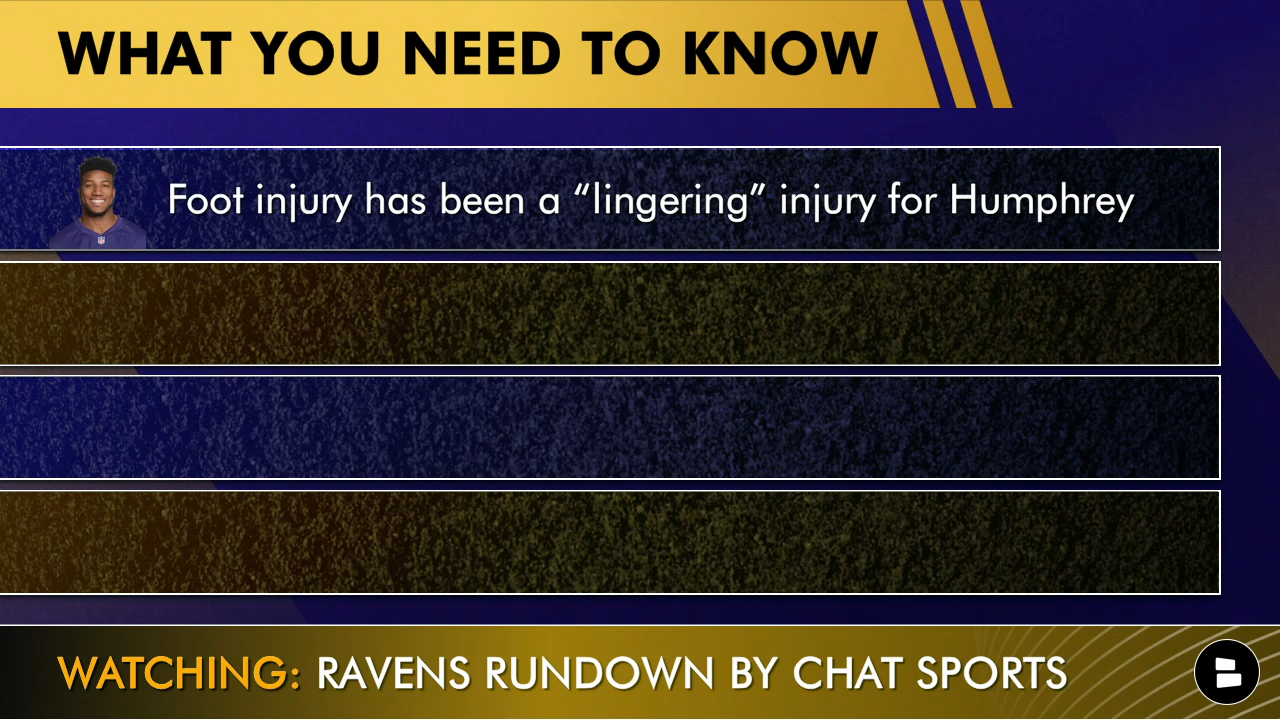 WHAT YOU NEED TO KNOW
Foot injury has been a “lingering” injury for Humphrey
WATCHING: RAVENS RUNDOWN BY CHAT SPORTS